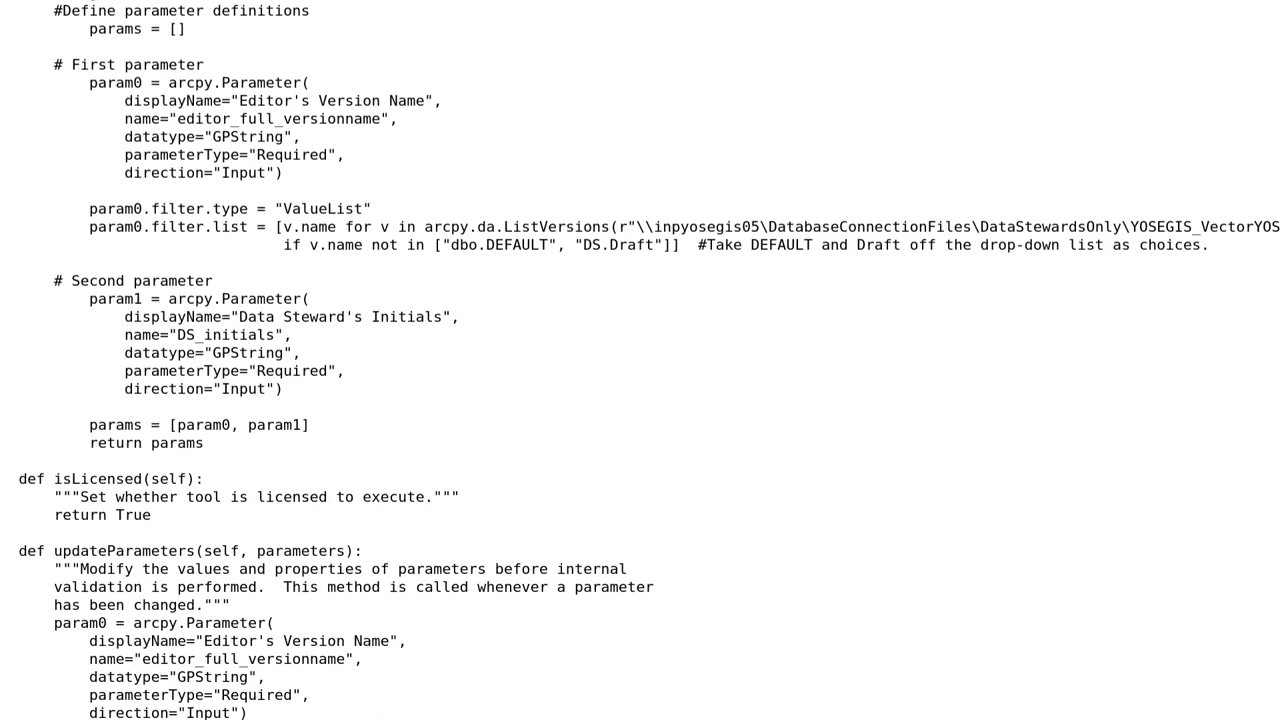 #Define parameter definitions
params = []
# First parameter
param0 = arcpy.Parameter(
displayName="Editor's Version Name",
name="editor_full_versionname",
datatype="GPString",
parameterType="Required",
direction="Input")
param0.filter.type = "ValueList"
param0.filter.list = [v.name for v in arcpy.da.ListVersions(r"\\inpyosegis05\DatabaseConnectionFiles\DataStewardsOnly\YOSEGIS_VectorYOS
if v.name not in ["dbo.DEFAULT", "DS.Draft"]]  #Take DEFAULT and Draft off the drop-down list as choices.
# Second parameter
param1 = arcpy.Parameter(
displayName="Data Steward's Initials",
name="DS_initials",
datatype="GPString",
parameterType="Required",
direction="Input")
params = [param0, param1]
return params
def isLicensed(self):
"""Set whether tool is licensed to execute."""
return True
def updateParameters(self, parameters):
"""Modify the values and properties of parameters before internal
validation is performed.  This method is called whenever a parameter
has been changed."""
param0 = arcpy.Parameter(
displayName="Editor's Version Name",
name="editor_full_versionname",
datatype="GPString",
parameterType="Required",
direction="Input")